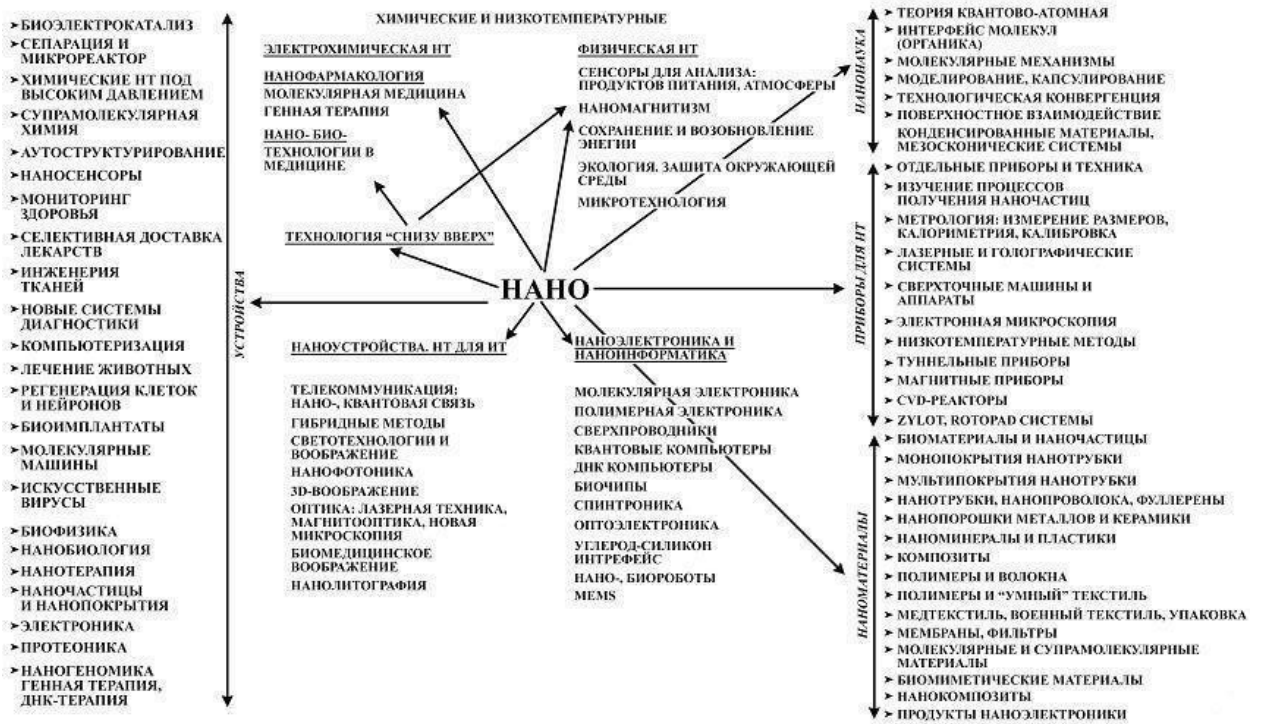 ХИМИЧЕСКИЕ И НИЗКОТЕМПЕРАТУРНЫЕ
➢БИОЭЛЕКТРОКАТАЛИЗ
➢СЕПАРАЦИЯ И
МИКРОРЕАКТОР
➢ХИМИЧЕСКИЕ НТ ПОД
ВЫСОКИМ ДАВЛЕНИЕМ
➢СУПРАМОЛЕКУЛЯРНАЯ
ХИМИЯ
➢АУТОСТРУКТУРИРОВАНИЕ
➢НАНОСЕНСОРЫ
➢МОНИТОРИНГ
ЗДОРОВЬЯ
➢СЕЛЕКТИВНАЯ ДОСТАВКА
ЛЕКАРСТВ
➢ИНЖЕНЕРИЯ
ТКАНЕЙ
➢НОВЫЕ СИСТЕМЫ
ДИАГНОСТИКИ
➢КОМПЬЮТЕРИЗАЦИЯ
➢ЛЕЧЕНИЕ ЖИВОТНЫХ
➢РЕГЕНЕРАЦИЯ КЛЕТОК
И НЕЙРОНОВ
➢БИОИМПЛАНТАТЫ
➢МОЛЕКУЛЯРНЫЕ
МАШИНЫ
➢ИСКУССТВЕННЫЕ
ВИРУСЫ
➢БИОФИЗИКА
➢НАНОБИОЛОГИЯ
➢НАНОТЕРАПИЯ
➢НАНОЧАСТИЦЫ
И НАНОПОКРЫТИЯ
➢ЭЛЕКТРОНИКА
➢ПРОТЕОНИКА
➢НАНОГЕНОМИКА
ГЕННАЯ ТЕРАПИЯ,
ДНК-ТЕРАПИЯ
УСТРОЙСТВА
ЭЛЕКТРОХИМИЧЕСКАЯ НТ
НАНОФАРМАКОЛОГИЯ
МОЛЕКУЛЯРНАЯ МЕДИЦИНА
ГЕННАЯ ТЕРАПИЯ
НАНО- БИО-
ТЕХНОЛОГИИ В
МЕДИЦИНЕ
ТЕХНОЛОГИЯ “СНИЗУ ВВЕРХ”
ФИЗИЧЕСКАЯ НТ
СЕНСОРЫ ДЛЯ АНАЛИЗА:
ПРОДУКТОВ ПИТАНИЯ, АТМОСФЕРЫ
НАНОМАГНИТИЗМ
СОХРАНЕНИЕ И ВОЗОБНОВЛЕНИЕ
ЭНЕГИИ
ЭКОЛОГИЯ. ЗАШИТА ОКРУЖАЮЩЕЙ
СРЕДЫ
МИКРОТЕХНОЛОГИЯ
НАНО
НАНОУСТРОЙСТВА. НТ ДЛЯ ИТ
ТЕЛЕКОММУНИКАЦИЯ:
НАНО-, КВАНТОВАЯ СВЯЗЬ
ГИБРИДНЫЕ МЕТОДЫ
СВЕТОТЕХНОЛОГИИ И
ВООБРАЖЕНИЕ
НАНОФОТОНИКА
3D-ВООБРАЖЕНИЕ
ОПТИКА: ЛАЗЕРНАЯ ТЕХНИКА,
МАГНИТООПТИКА, НОВАЯ
МИКРОСКОПИЯ
БИОМЕДИЦИНСКОЕ
ВООБРАЖЕНИЕ
НАНОЛИТОГРАФИЯ
НАНОЭЛЕКТРОНИКА И
НАНОИНФОРМАТИКА
МОЛЕКУЛЯРНАЯ ЭЛЕКТРОНИКА
ПОЛИМЕРНАЯ ЭЛЕКТРОНИКА
СВЕРХПРОВОДНИКИ
КВАНТОВЫЕ КОМПЬЮТЕРЫ
ДНК КОМПЬЮТЕРЫ
БИОЧИПЫ
СПИНТРОНИКА
ОПТОЭЛЕКТРОНИКА
УГЛЕРОД-СИЛИКОН
ИНТРЕФЕЙС
НАНО-, БИОРОБОТЫ
MEMS
НАНОНАУКА
➢ ТЕОРИЯ КВАНТОВО-АТОМНАЯ
➢ ИНТЕРФЕЙС МОЛЕКУЛ
(ОРГАНИКА)
➢ МОЛЕКУЛЯРНЫЕ МЕХАНИЗМЫ
➢ МОДЕЛИРОВАНИЕ, КАПСУЛИРОВАНИЕ
➢ ТЕХНОЛОГИЧЕСКАЯ КОНВЕРГЕНЦИЯ
➢ ПОВЕРХНОСТНОЕ ВЗАИМОДЕЙСТВИЕ
КОНДЕНСИРОВАННЫЕ МАТЕРИАЛЫ,
МЕЗОСКОНИЧЕСКИЕ СИСТЕМЫ
ПРИБОРЫ ДЛЯ НТ
➢ ОТДЕЛЬНЫЕ ПРИБОРЫ И ТЕХНИКА
➢ ИЗУЧЕНИЕ ПРОЦЕССОВ
ПОЛУЧЕНИЯ НАНОЧАСТИЦ
➢ МЕТРОЛОГИЯ: ИЗМЕРЕНИЕ РАЗМЕРОВ,
КАЛОРИМЕТРИЯ, КАЛИБРОВКА
➢ ЛАЗЕРНЫЕ И ГОЛОГРАФИЧЕСКИЕ
СИСТЕМЫ
➢ СВЕРХТОЧНЫЕ МАШИНЫ И
АППАРАТЫ
➢ ЭЛЕКТРОННАЯ МИКРОСКОПИЯ
➢ НИЗКОТЕМПЕРАТУРНЫЕ МЕТОДЫ
➢ ТУННЕЛЬНЫЕ ПРИБОРЫ
➢ МАГНИТНЫЕ ПРИБОРЫ
➢ CVD-РЕАКТОРЫ
➢ ZYLOT, ROTOPAD СИСТЕМЫ
НАНОМАТЕРИАЛЫ
➢ БИОМАТЕРИАЛЫ И НАНОЧАСТИЦЫ
➢ МОНОПОКРЫТИЯ НАНОТРУБКИ
➢ МУЛЬТИПОКРЫТИЯ НАНОТРУБКИ
➢ НАНОТРУБКИ, НАНОПРОВОЛОКА, ФУЛЛЕРЕНЫ
➢ НАНОПОРОШКИ МЕТАЛЛОВ И КЕРАМИКИ
➢ НАНОМИНЕРАЛЫ И ПЛАСТИКИ
➢ КОМПОЗИТЫ
➢ ПОЛИМЕРЫ И ВОЛОКНА
➢ ПОЛИМЕРЫ И “УМНЫЙ” ТЕКСТИЛЬ
➢ МЕДТЕКСТИЛЬ, ВОЕННЫЙ ТЕКСТИЛЬ, УПАКОВКА
➢ МЕМБРАНЫ, ФИЛЬТРЫ
➢ МОЛЕКУЛЯРНЫЕ И СУПРАМОЛЕКУЛЯРНЫЕ
МАТЕРИАЛЫ
➢ БИОМИМЕТИЧЕСКИЕ МАТЕРИАЛЫ
➢ НАНОКОМПОЗИТЫ
➢ ПРОДУКТЫ НАНОЭЛЕКТРОНИКИ